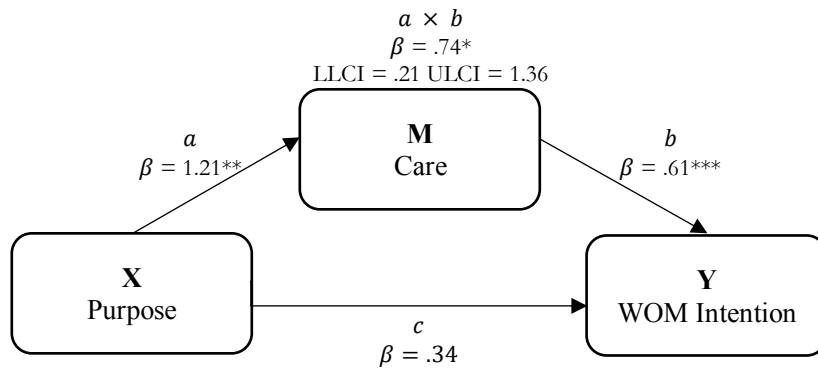 𝑎 × 𝑏
𝛽 = .74*
LLCI = .21 ULCI = 1.36
M
Care
𝑎
𝛽 = 1.21**
𝑏
𝛽 = .61***
X
Purpose
Y
WOM Intention
𝑐
𝛽 = .34